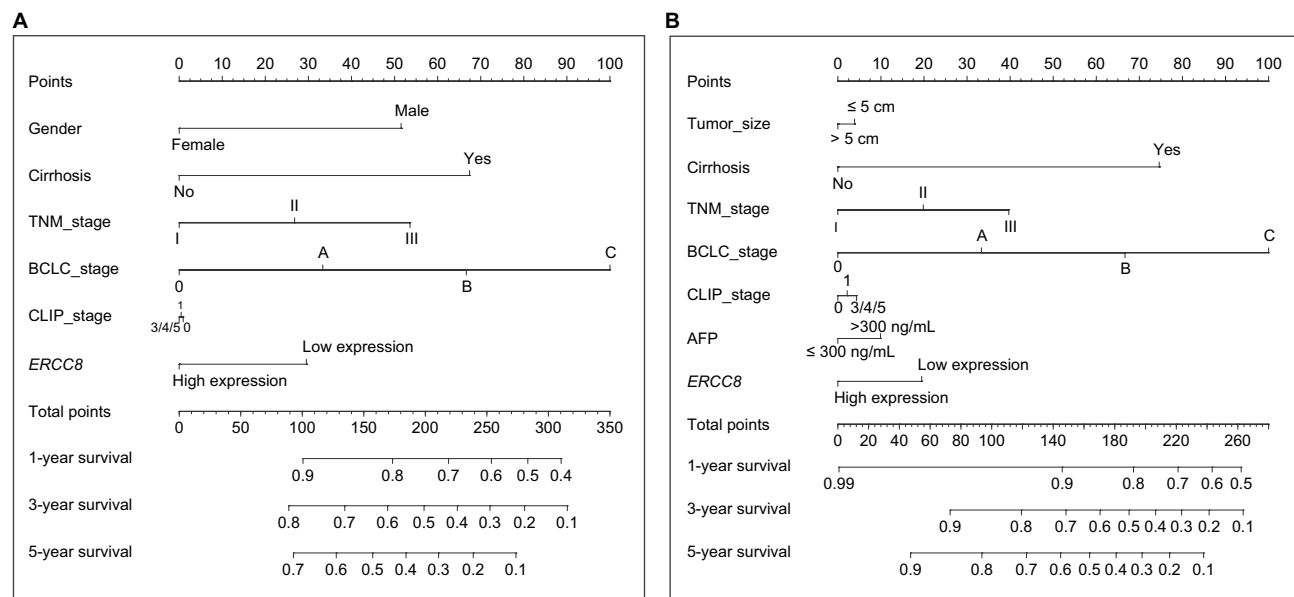 A
0 10 20 30 40 50 60 70 80 90 100
Points
Male
Gender
Female
Yes
Cirrhosis
No
II
TNM_stage
I III
A C
BCLC_stage
0 B
1
CLIP_stage
3/4/5 0
Low expression
ERCC8
High expression
Total points
0 50 100 150 200 250 300 350
1-year survival
0.9 0.8 0.7 0.6 0.5 0.4
3-year survival
0.8 0.7 0.6 0.5 0.4 0.3 0.2 0.1
5-year survival
0.7 0.6 0.5 0.4 0.3 0.2 0.1
B
0 10 20 30 40 50 60 70 80 90 100
Points
≤ 5 cm
Tumor_size
> 5 cm
Yes
Cirrhosis
No
II
TNM_stage
I III
A C
BCLC_stage
0 B
1
CLIP_stage
0 3/4/5
>300 ng/mL
AFP
≤ 300 ng/mL
Low expression
ERCC8
High expression
Total points
0 20 40 60 80 100 140 180 220 260
1-year survival
0.99 0.9 0.8 0.7 0.6 0.5
3-year survival
0.9 0.8 0.7 0.6 0.5 0.4 0.3 0.2 0.1
5-year survival
0.9 0.8 0.7 0.6 0.5 0.4 0.3 0.2 0.1